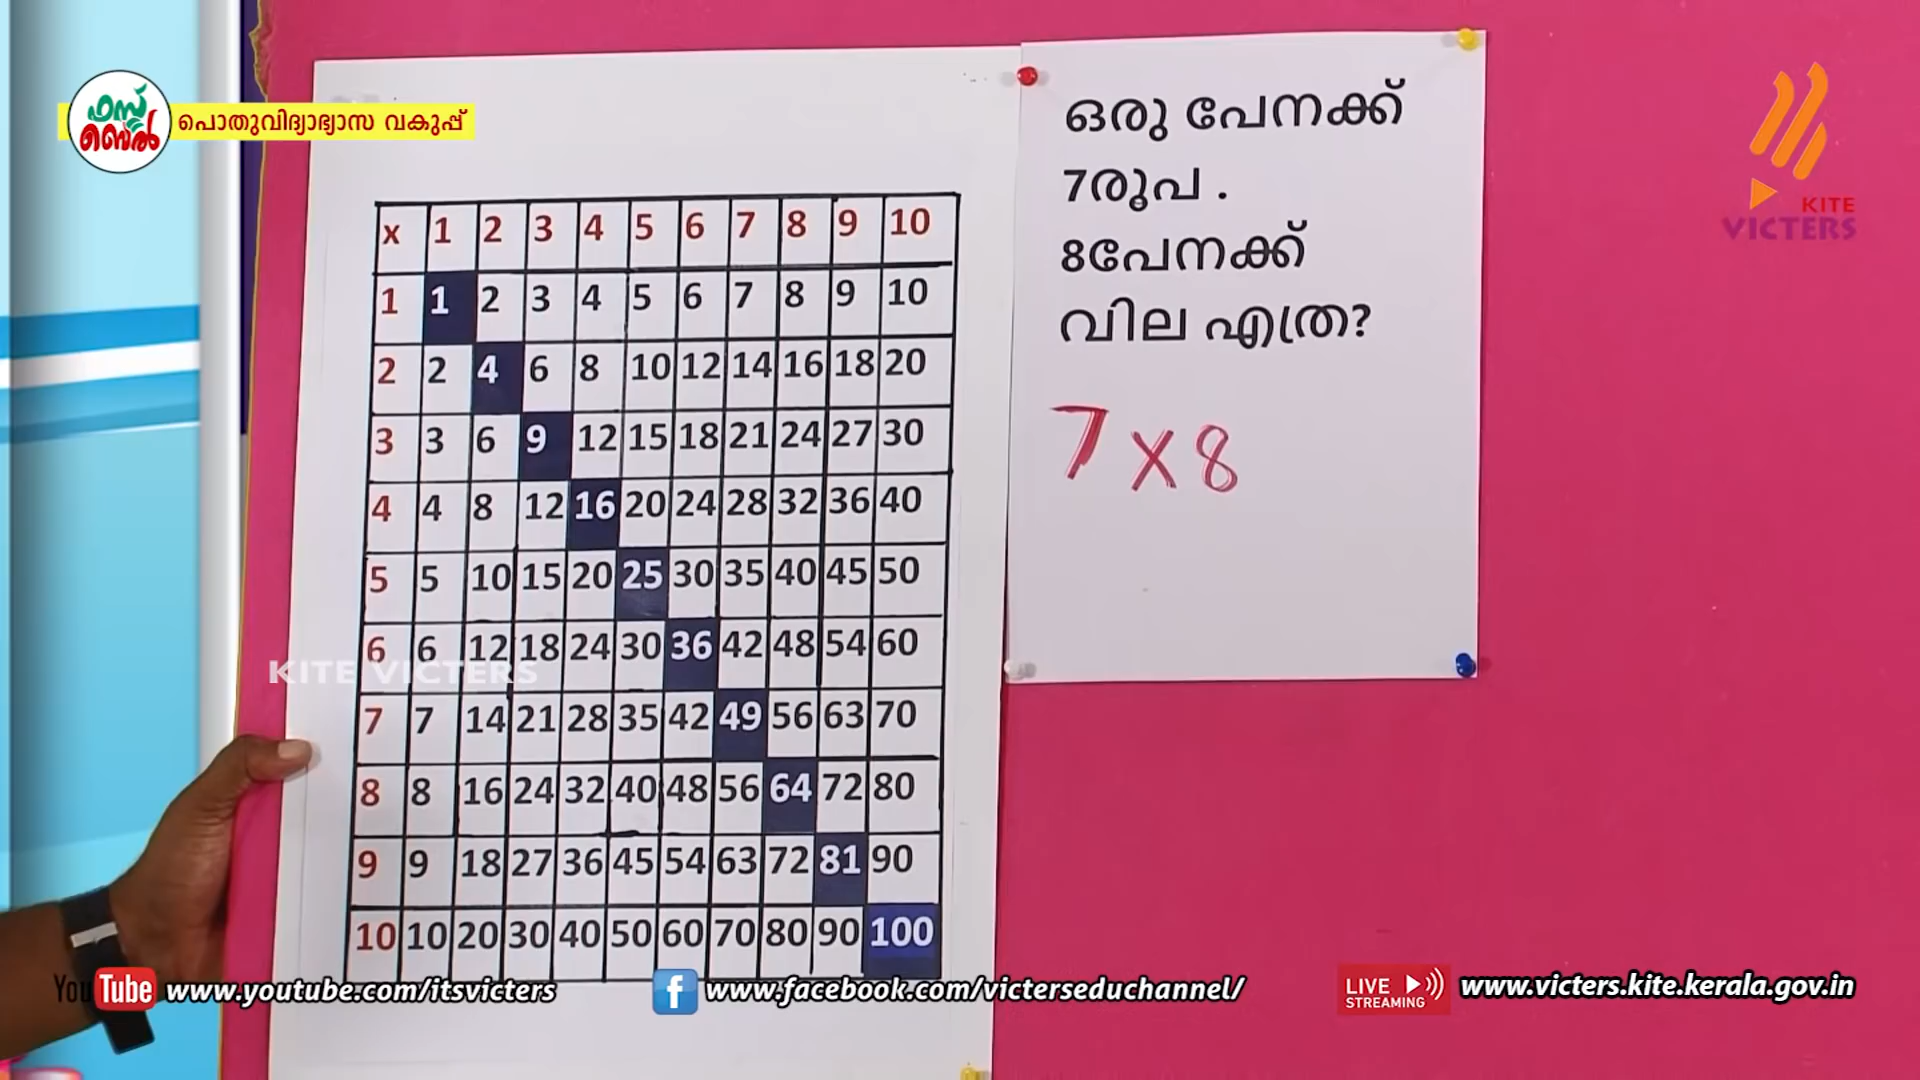 ഫസ്റ്റ്
ബെൽ
പൊതുവിദ്യാഭ്യാസ വകുപ്പ്
KITE
VICTERS
x 1 2 3 4 5 6 7 8 9 10
1 1 2 3 4 5 6 7 8 9 10
2 2 4 6 8 10 12 14 16 18 20
3 3 6 9 12 15 18 21 24 27 30
4 4 8 12 16 20 24 28 32 36 40
5 5 10 15 20 25 30 35 40 45 50
6 6 12 18 24 30 36 42 48 54 60
7 7 14 21 28 35 42 49 56 63 70
8 8 16 24 32 40 48 56 64 72 80
9 9 18 27 36 45 54 63 72 81 90
10 10 20 30 40 50 60 70 80 90 100
ഒരു പേനക്ക്
7രൂപ .
8പേനക്ക്
വില എത്ര?
7 x 8
KITE VICTERS
YouTube www.youtube.com/itsvicters
f www.facebook.com/victerseduchannel/
LIVE
STREAMING
www.victers.kite.kerala.gov.in